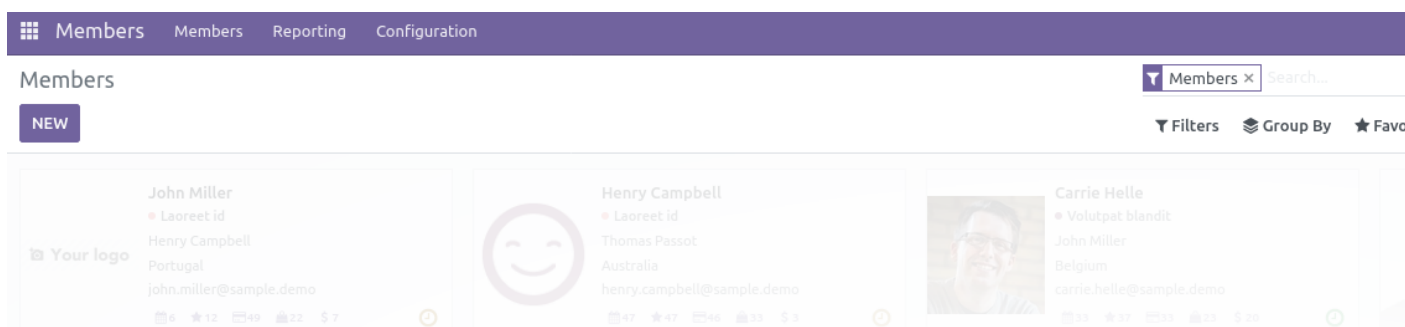 Members Members Reporting Configuration
Members
Members × Search...
NEW
Filters Group By Favo
John Miller
Laoreet id
Henry Campbell
Portugal
john.miller@sample.demo
6 12 49 22 $ 7
Your logo
Henry Campbell
Laoreet id
Thomas Passot
Australia
henry.campbell@sample.demo
47 47 46 33 $ 3
Carrie Helle
Volutpat blandit
John Miller
Belgium
carrie.helle@sample.demo
33 37 33 23 $ 20